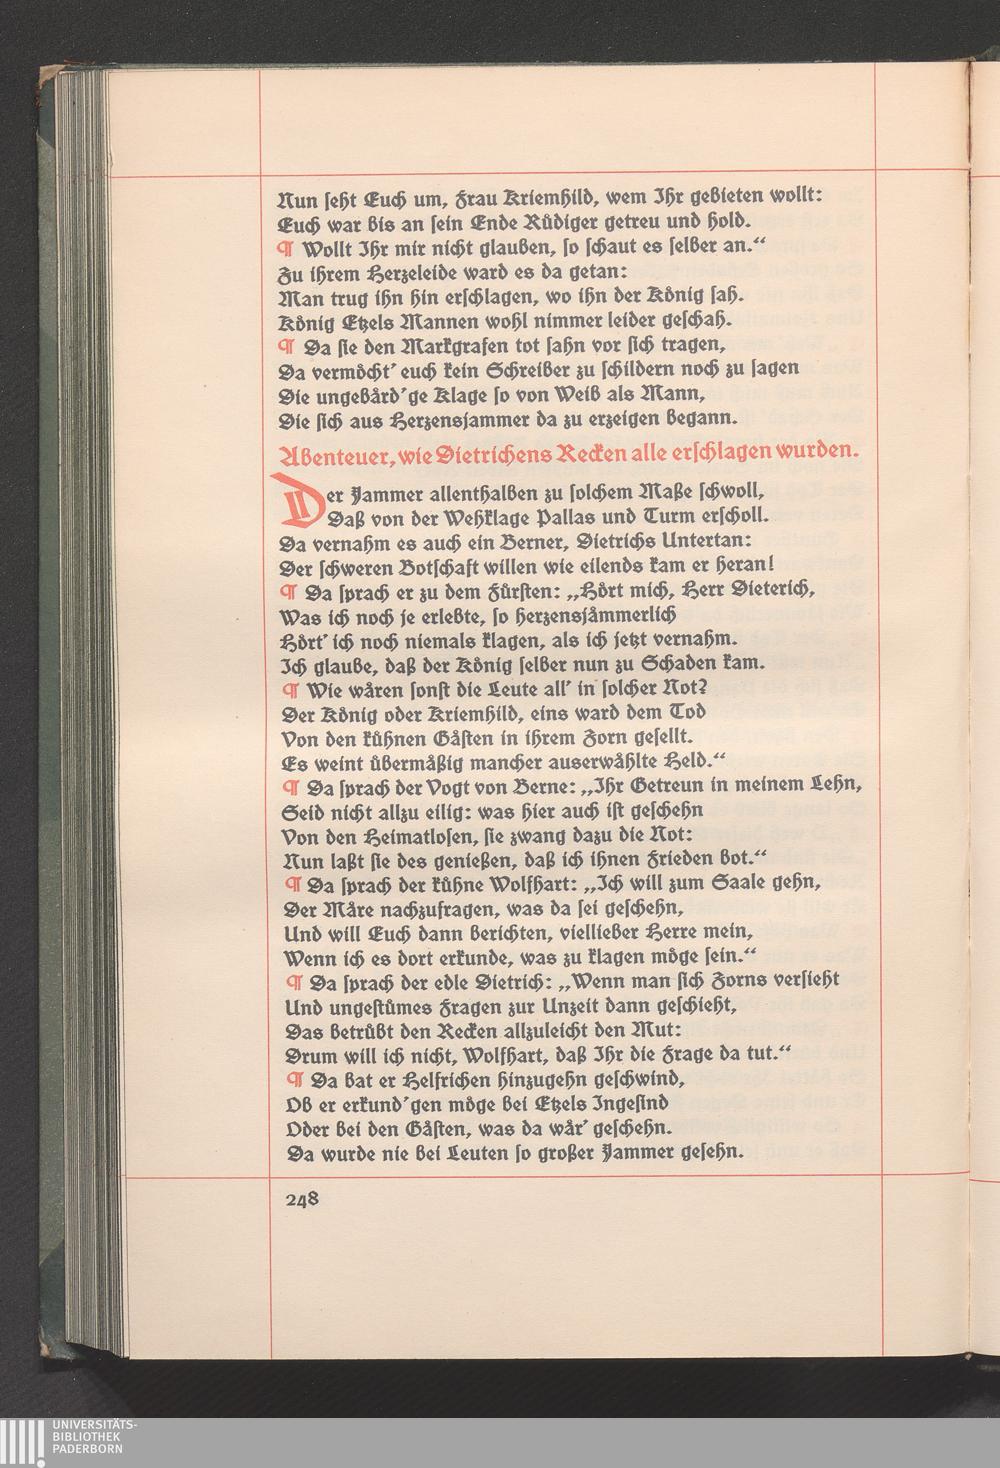 Nun seht Euch um, Frau Kriemhild, wem Ihr gebieten wollt:
Euch war bis an sein Ende Rüdiger getreu und hold.
¶ Wollt Ihr mir nicht glauben, so schaut es selber an.“
Zu ihrem Herzeleide ward es da getan:
Man trug ihn hin erschlagen, wo ihn der König sah.
König Etzels Mannen wohl nimmer leider geschah.
¶ Da sie den Markgrafen tot sahn vor sich tragen,
Da vermöcht’ euch kein Schreiber zu schildern noch zu sagen
Die ungebärd’ge Klage so von Weib als Mann,
Die sich aus Herzensjammer da zu erzeigen begann.
Abenteuer, wie Dietrichens Recken alle erschlagen wurden.
Der Jammer allenthalben zu solchem Maße schwoll,
Daß von der Wehklage Pallas und Turm erscholl.
Da vernahm es auch ein Berner, Dietrichs Untertan:
Der schweren Botschaft willen wie eilends kam er heran!
¶ Da sprach er zu dem Fürsten: „Hört mich, Herr Dieterich,
Was ich noch je erlebte, so herzensjämmerlich
Hört’ ich noch niemals klagen, als ich jetzt vernahm.
Ich glaube, daß der König selber nun zu Schaden kam.
¶ Wie wären sonst die Leute all’ in solcher Not?
Der König oder Kriemhild, eins ward dem Tod
Von den kühnen Gästen in ihrem Zorn gesellt.
Es weint übermäßig mancher auserwählte Held.“
¶ Da sprach der Vogt von Berne: „Ihr Getreun in meinem Lehn,
Seid nicht allzu eilig: was hier auch ist geschehn
Von den Heimatlosen, sie zwang dazu die Not:
Nun laßt sie des genießen, daß ich ihnen Frieden bot.“
¶ Da sprach der kühne Wolfhart: „Ich will zum Saale gehn,
Der Märe nachzufragen, was da sei geschehn,
Und will Euch dann berichten, viellieber Herre mein,
Wenn ich es dort erkunde, was zu klagen möge sein.“
¶ Da sprach der edle Dietrich: „Wenn man sich Zorns versieht
Und ungestümes Fragen zur Unzeit dann geschieht,
Das betrübt den Recken allzuleicht den Mut:
Drum will ich nicht, Wolfhart, daß Ihr die Frage da tut.“
¶ Da bat er Helfrichen hinzugehn geschwind,
Ob er erkund’gen möge bei Etzels Ingesind
Oder bei den Gästen, was da wär’ geschehn.
Da wurde nie bei Leuten so großer Jammer gesehn.
248
UNIVERSITÄTS-
BIBLIOTHEK
PADERBORN